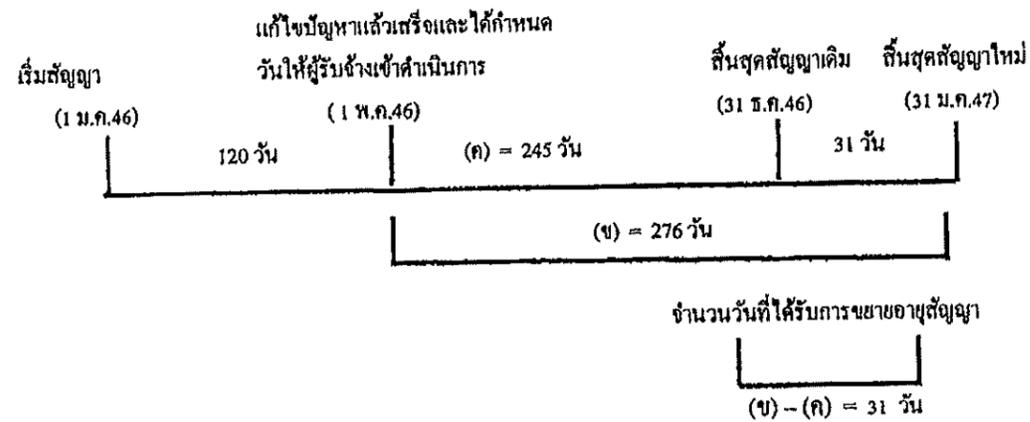 แก้ไขปัญหาแล้วเสร็จและได้กำหนด
เริ่มสัญญา วันให้ผู้รับจ้างเข้าดำเนินการ สิ้นสุดสัญญาเดิม สิ้นสุดสัญญาใหม่
(1 ม.ค.46) (1 พ.ค.46) (31 ธ.ค.46) (31 ม.ค.47)
120 วัน (ค) = 245 วัน 31 วัน
(ข) = 276 วัน
จำนวนวันที่ได้รับการขยายอายุสัญญา
(ข) – (ค) = 31 วัน